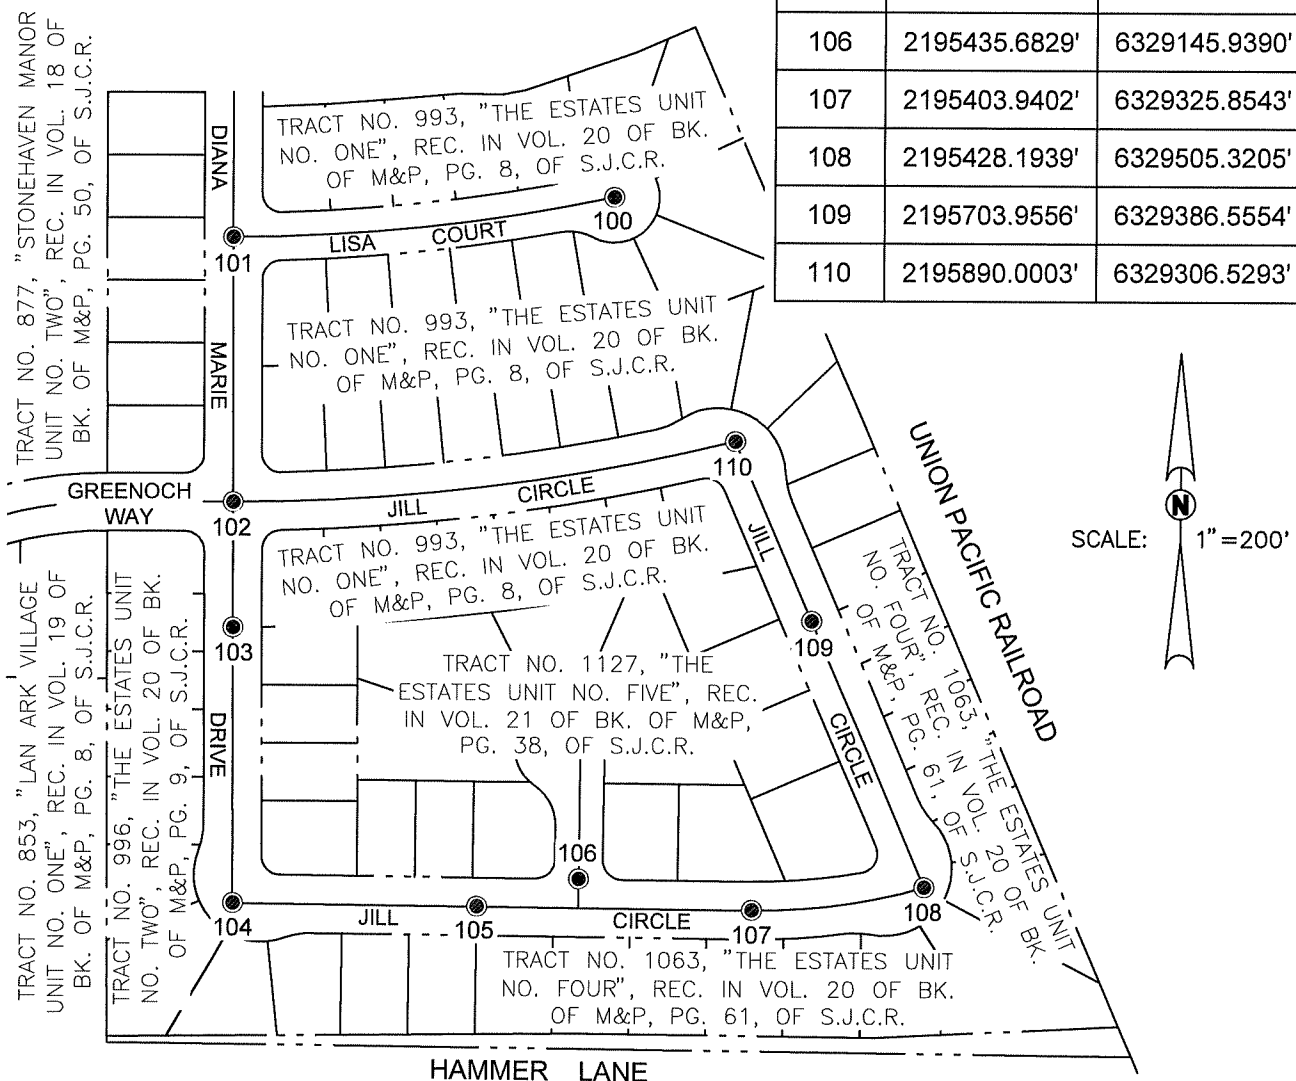 106 2195435.6829' 6329145.9390'
107 2195403.9402' 6329325.8543'
108 2195428.1939' 6329505.3205'
109 2195703.9556' 6329386.5554'
110 2195890.0003' 6329306.5293'
TRACT NO. 877, "STONEHAVEN MANOR
UNIT NO. TWO", REC. IN VOL. 18 OF
BK. OF M&P, PG. 50, OF S.J.C.R.
DIANA
TRACT NO. 993, "THE ESTATES UNIT
NO. ONE", REC. IN VOL. 20 OF BK.
OF M&P, PG. 8, OF S.J.C.R.
100
101
LISA COURT
MARIE
TRACT NO. 993, "THE ESTATES UNIT
NO. ONE", REC. IN VOL. 20 OF BK.
OF M&P, PG. 8, OF S.J.C.R.
110
GREENOCH
WAY
102
JILL CIRCLE
JILL
UNION PACIFIC RAILROAD
N
SCALE: 1"=200'
TRACT NO. 993, "THE ESTATES UNIT
NO. ONE", REC. IN VOL. 20 OF BK.
OF M&P, PG. 8, OF S.J.C.R.
TRACT NO. 853, "LAN ARK VILLAGE
UNIT NO. ONE", REC. IN VOL. 19 OF
BK. OF M&P, PG. 8, OF S.J.C.R.
TRACT NO. 996, "THE ESTATES UNIT
NO. TWO", REC. IN VOL. 20 OF BK.
OF M&P, PG. 9, OF S.J.C.R.
103
DRIVE
TRACT NO. 1127, "THE
ESTATES UNIT NO. FIVE", REC.
IN VOL. 21 OF BK. OF M&P,
PG. 38, OF S.J.C.R.
109
CIRCLE
TRACT NO. 1063, "THE ESTATES UNIT
NO. FOUR", REC. IN VOL. 20 OF BK.
OF M&P, PG. 61, OF S.J.C.R.
106
104
JILL
105
CIRCLE
107
108
TRACT NO. 1063, "THE ESTATES UNIT
NO. FOUR", REC. IN VOL. 20 OF BK.
OF M&P, PG. 61, OF S.J.C.R.
HAMMER LANE